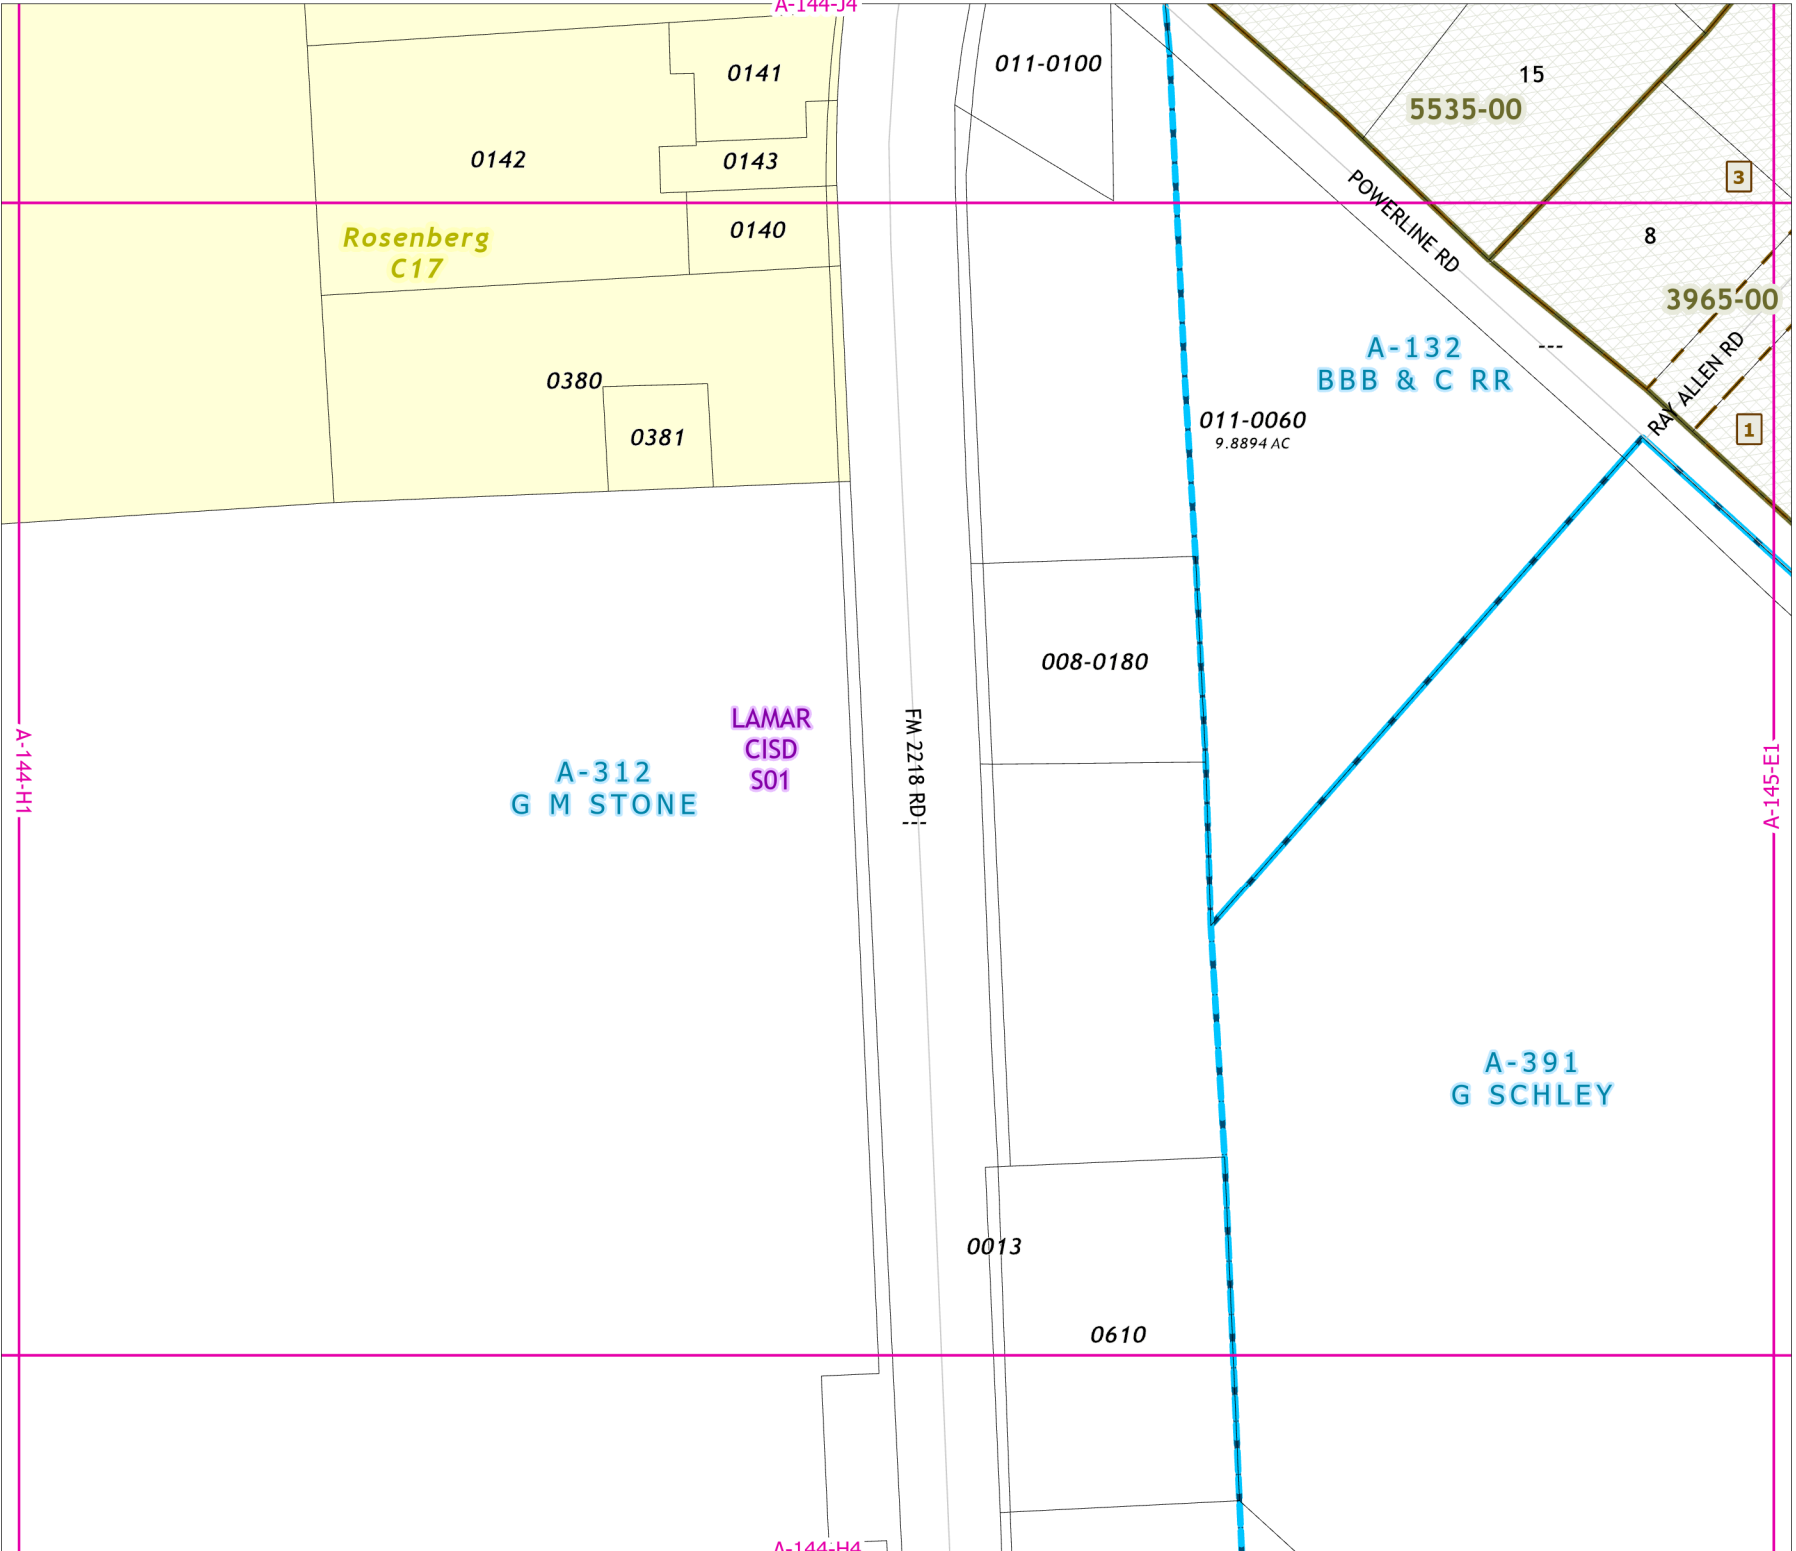 A-144-J4
0141
011-0100
15
5535-00
0142
0143
3
POWERLINE RD
0140
8
Rosenberg
C17
3965-00
---
A-132
BBB & C RR
RAY ALLEN RD
0380
011-0060
9.8894 AC
1
0381
008-0180
LAMAR
CISD
S01
FM 2218 RD
---
A-312
G M STONE
A-144-H1
A-145-E1
A-391
G SCHLEY
0013
0610
A-144-H4